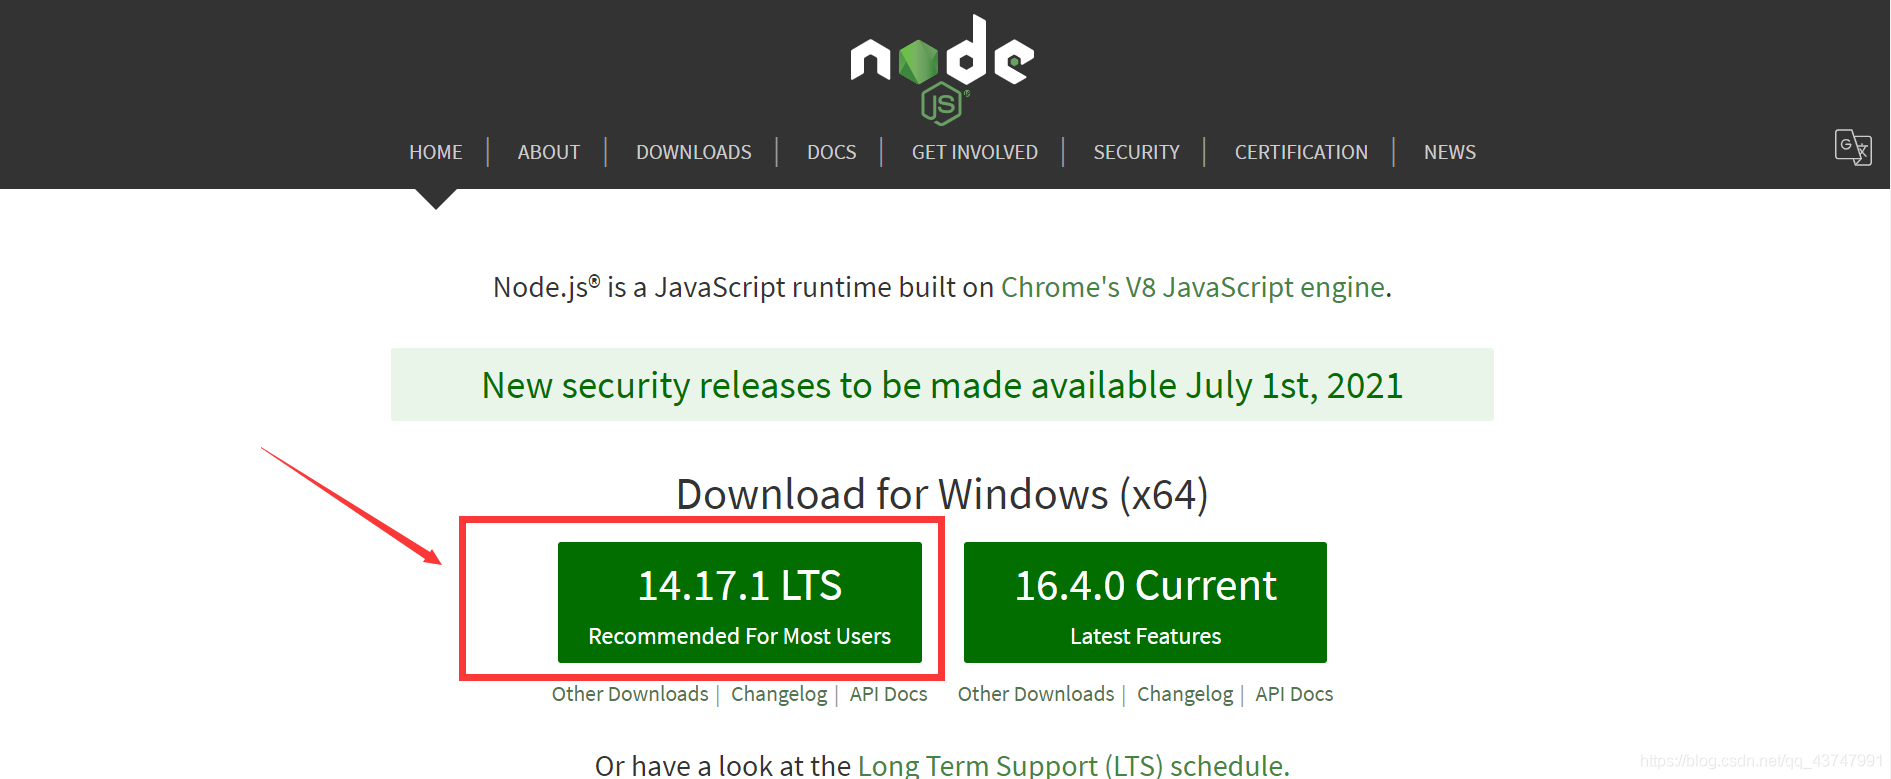 node
JS
HOME | ABOUT | DOWNLOADS | DOCS | GET INVOLVED | SECURITY | CERTIFICATION | NEWS
G 文
Node.js® is a JavaScript runtime built on Chrome's V8 JavaScript engine.
New security releases to be made available July 1st, 2021
Download for Windows (x64)
14.17.1 LTS
Recommended For Most Users
16.4.0 Current
Latest Features
Other Downloads | Changelog | API Docs
Other Downloads | Changelog | API Docs
Or have a look at the Long Term Support (LTS) schedule.
https://blog.csdn.net/qq_43747991